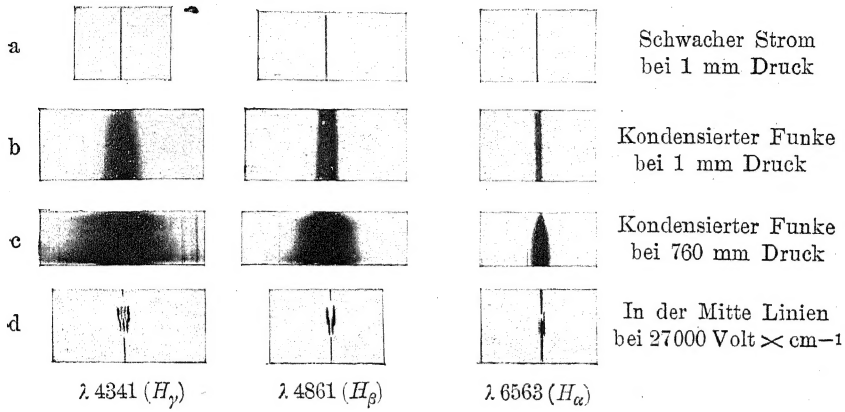 a
Schwacher Strom
bei 1 mm Druck
b
Kondensierter Funke
bei 1 mm Druck
c
Kondensierter Funke
bei 760 mm Druck
d
In der Mitte Linien
bei 27000 Volt × cm−1
λ 4341 (Hγ)
λ 4861 (Hβ)
λ 6563 (Hα)